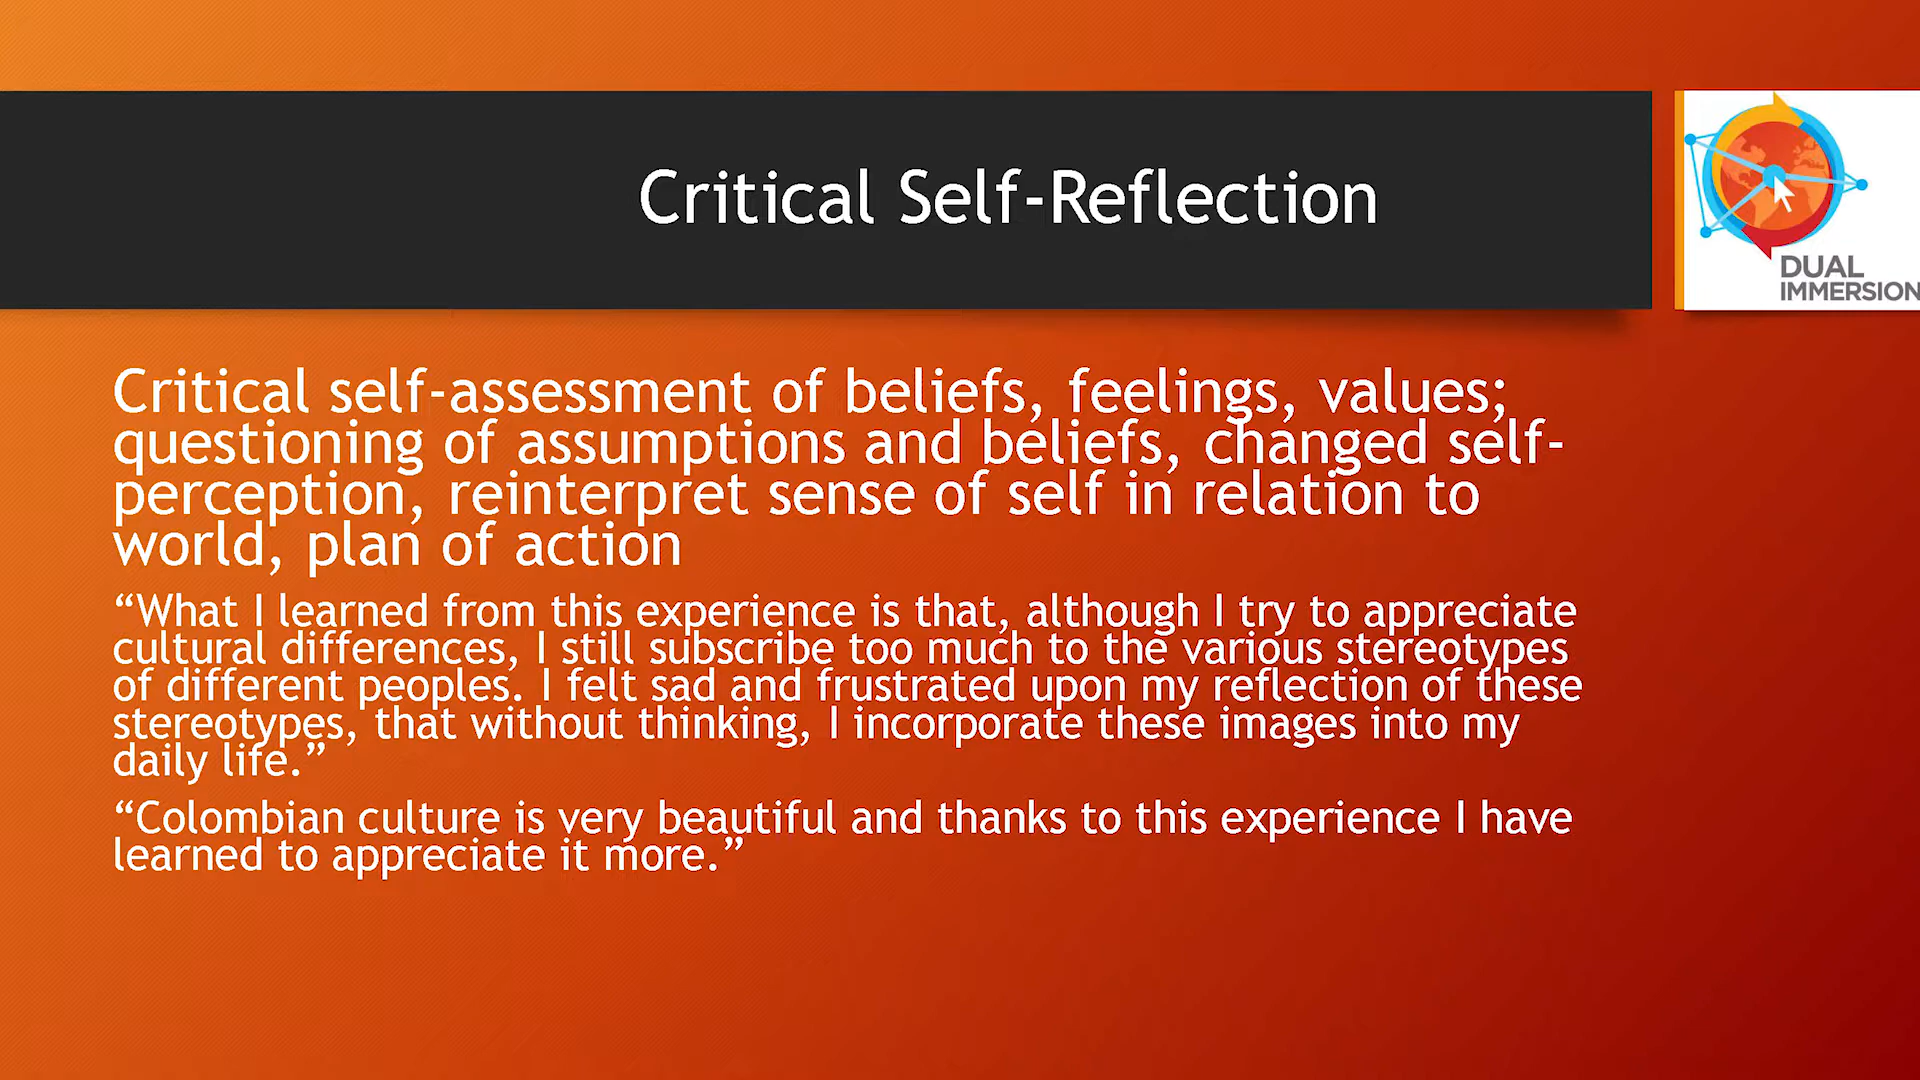 Critical Self-Reflection
DUAL
IMMERSION
Critical self-assessment of beliefs, feelings, values;
questioning of assumptions and beliefs, changed self-
perception, reinterpret sense of self in relation to
world, plan of action
“What I learned from this experience is that, although I try to appreciate
cultural differences, I still subscribe too much to the various stereotypes
of different peoples. I felt sad and frustrated upon my reflection of these
stereotypes, that without thinking, I incorporate these images into my
daily life.”
“Colombian culture is very beautiful and thanks to this experience I have
learned to appreciate it more.”